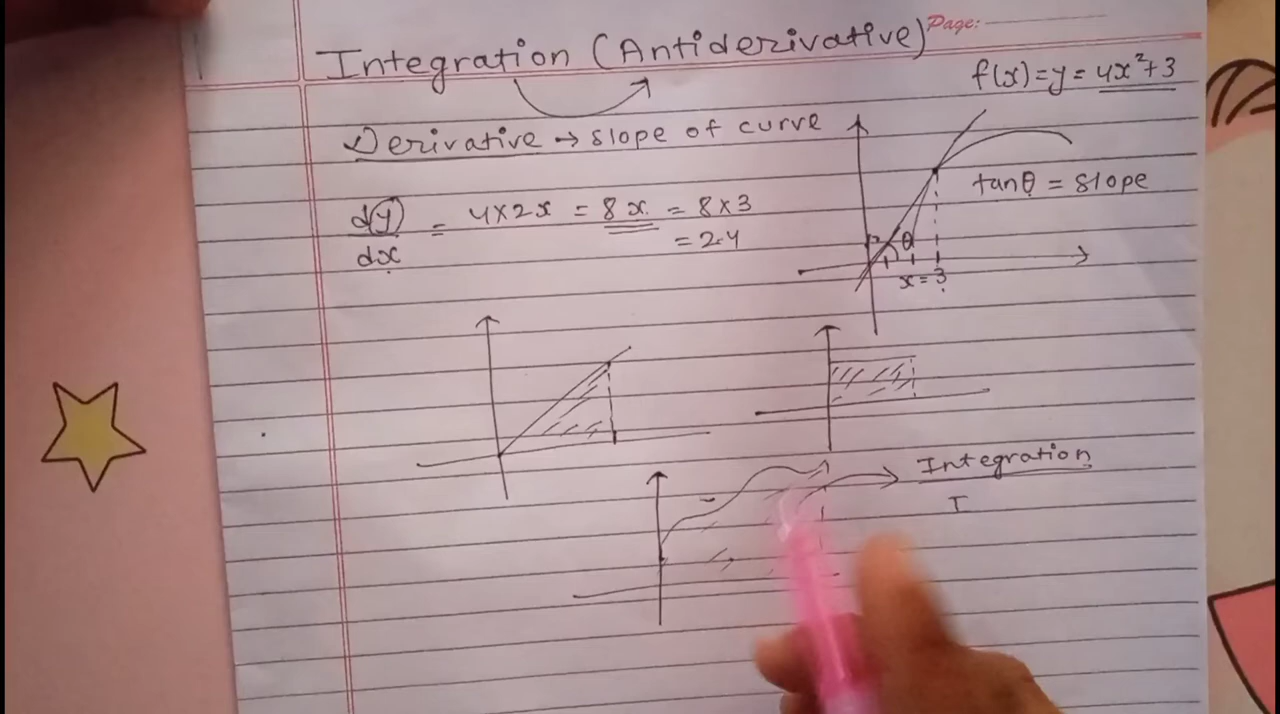 Page:
Integration (Antiderivative)
f(x)=y= 4x²+3
Derivative → slope of curve
tanθ = slope
dy/dx = 4×2x = 8x = 8×3
= 24
θ
x=3
Integration
I